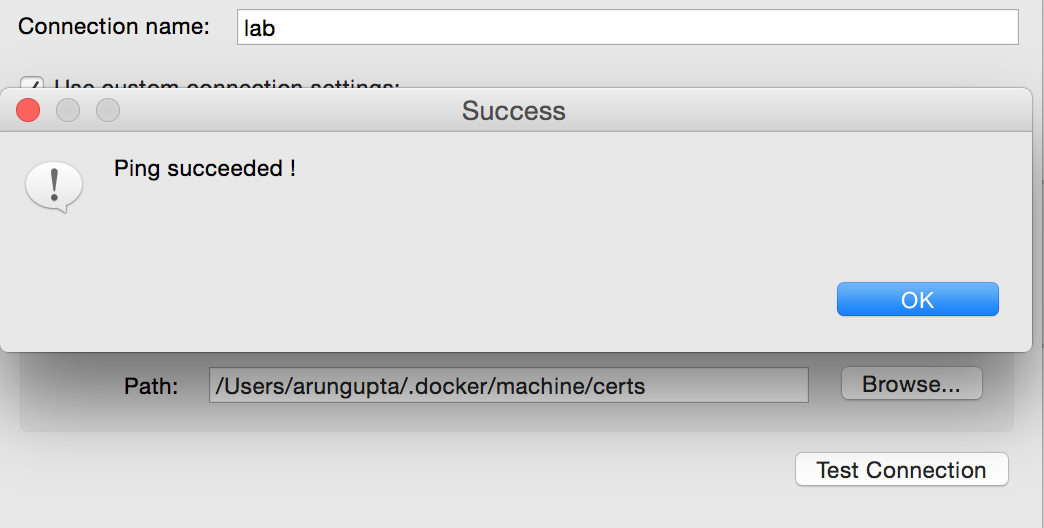 Connection name: lab
Use custom connection settings:
Success
Ping succeeded !
OK
Path: /Users/arungupta/.docker/machine/certs Browse...
Test Connection